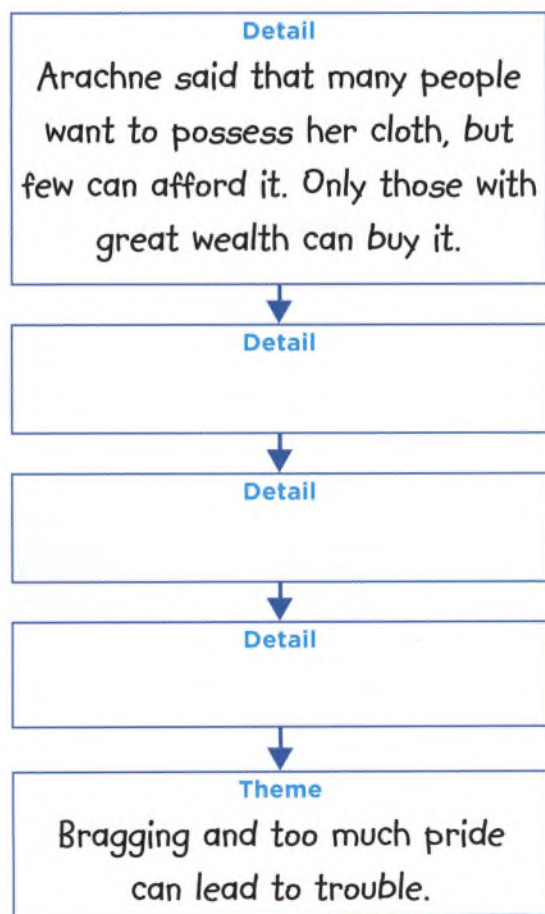 Detail
Arachne said that many people
want to possess her cloth, but
few can afford it. Only those with
great wealth can buy it.
Detail
Detail
Detail
Theme
Bragging and too much pride
can lead to trouble.